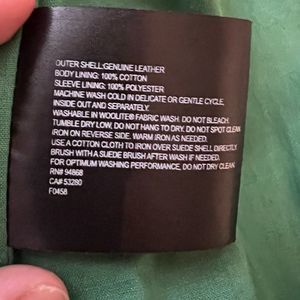 OUTER SHELL:GENUINE LEATHER
BODY LINING: 100% COTTON
SLEEVE LINING: 100% POLYESTER
MACHINE WASH COLD IN DELICATE OR GENTLE CYCLE,
INSIDE OUT AND SEPARATELY.
WASHABLE IN WOOLITE® FABRIC WASH. DO NOT BLEACH.
TUMBLE DRY LOW, DO NOT HANG TO DRY. DO NOT SPOT CLEAN.
IRON ON REVERSE SIDE. WARM IRON AS NEEDED.
USE A COTTON CLOTH TO IRON OVER SUEDE SHELL DIRECTLY.
BRUSH WITH A SUEDE BRUSH AFTER WASH IF NEEDED.
FOR OPTIMUM WASHING PERFORMANCE, DO NOT DRY CLEAN.
RN# 94868
CA# 53280
F0458